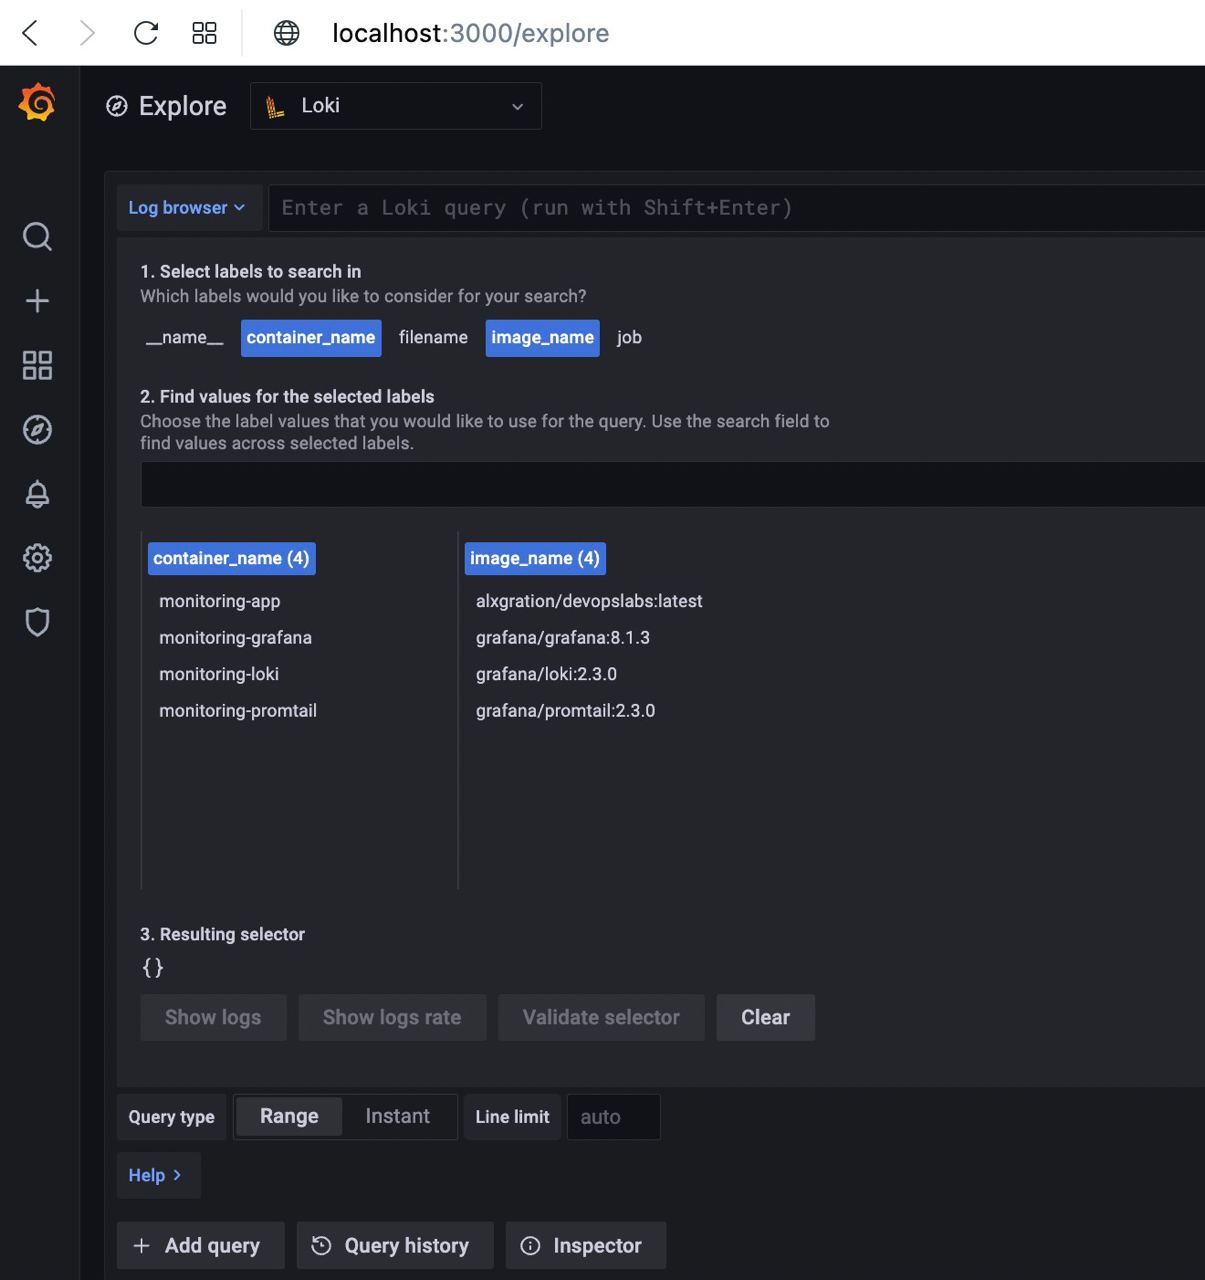 localhost:3000/explore
Explore
Loki
Log browser
Enter a Loki query (run with Shift+Enter)
1. Select labels to search in
Which labels would you like to consider for your search?
__name__ container_name filename image_name job
2. Find values for the selected labels
Choose the label values that you would like to use for the query. Use the search field to
find values across selected labels.
container_name (4)
monitoring-app
monitoring-grafana
monitoring-loki
monitoring-promtail
image_name (4)
alxgration/devopslabs:latest
grafana/grafana:8.1.3
grafana/loki:2.3.0
grafana/promtail:2.3.0
3. Resulting selector
{}
Show logs Show logs rate Validate selector Clear
Query type Range Instant Line limit auto
Help
Add query Query history Inspector